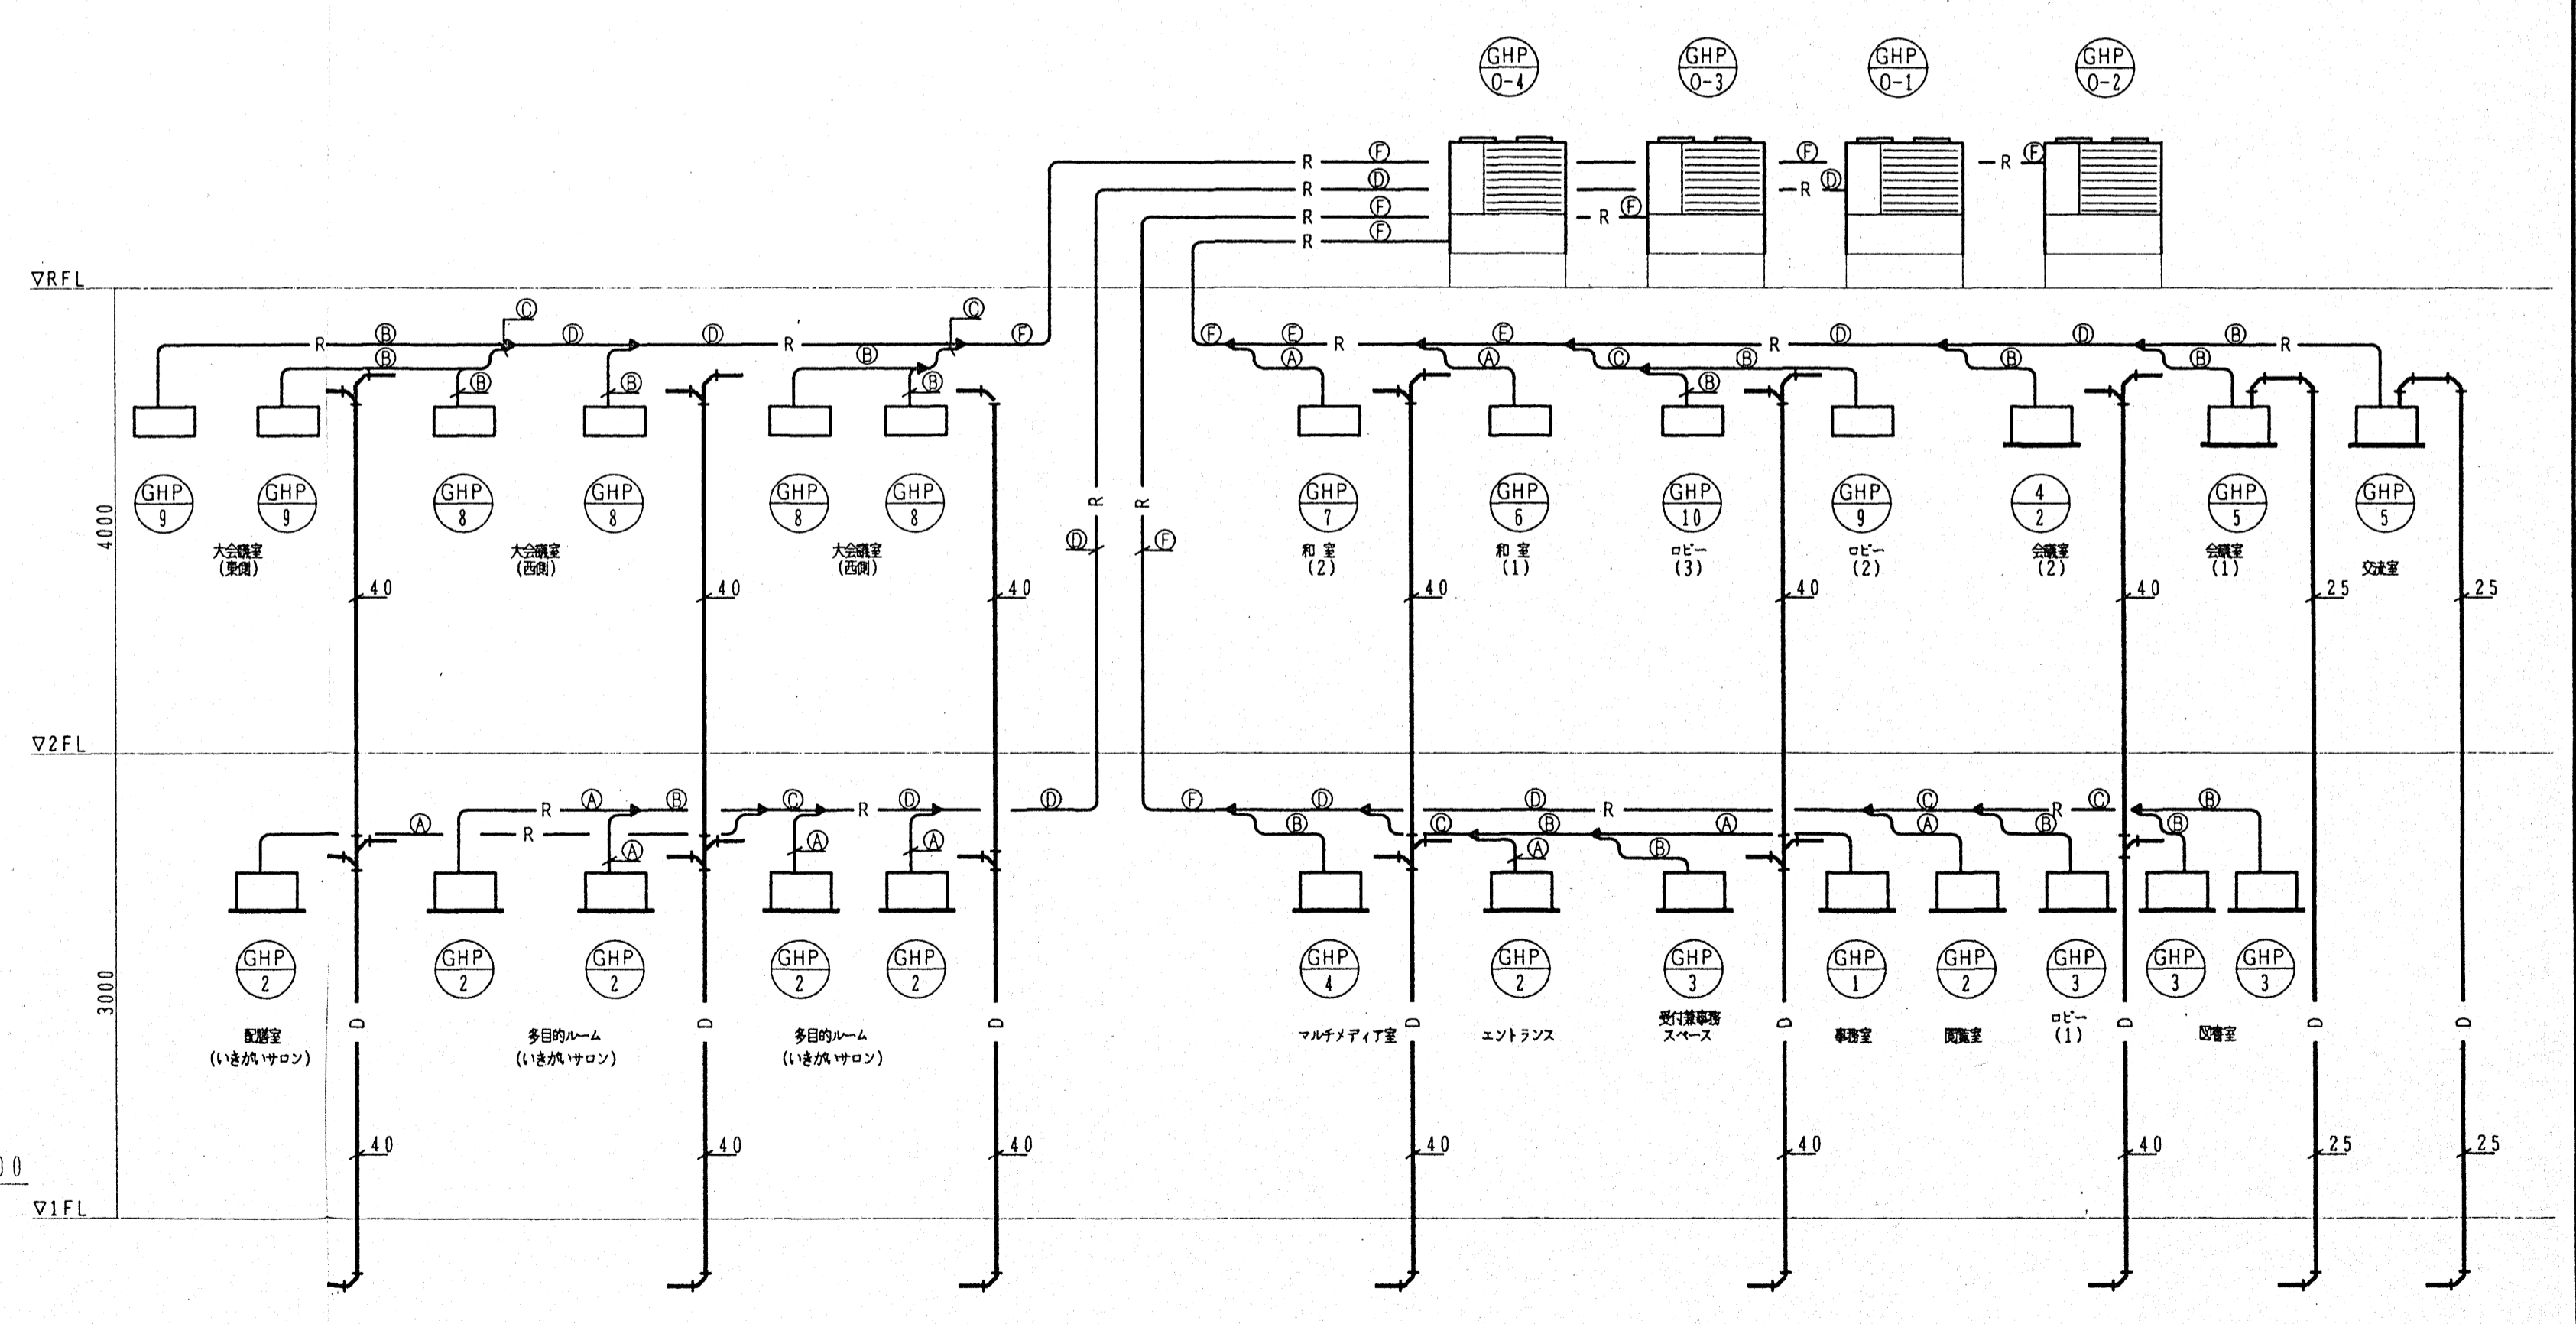 GHP GHP GHP GHP
O-4 O-3 O-1 O-2
R Ⓕ Ⓕ R Ⓕ
R Ⓓ R Ⓓ
R Ⓕ R Ⓕ
R Ⓕ
▽RFL
Ⓒ Ⓒ
R Ⓑ Ⓓ Ⓓ R Ⓕ Ⓕ Ⓔ R Ⓔ R Ⓓ Ⓓ Ⓑ R
Ⓑ Ⓑ Ⓐ Ⓐ Ⓒ Ⓑ Ⓑ Ⓑ
Ⓑ Ⓑ Ⓑ Ⓑ
GHP GHP GHP GHP GHP GHP GHP GHP GHP GHP 4 GHP GHP
9 9 8 8 8 8 7 6 10 9 2 5 5
R R
4000
Ⓓ Ⓕ
大会議室 大会議室 大会議室 和室 和室 ロビー ロビー 会議室 会議室
(東側) (西側) (西側) (2) (1) (3) (2) (2) (1) 交流室
40 40 40 40 40 40 25 25
▽2FL
R Ⓐ Ⓑ Ⓒ R Ⓓ Ⓓ Ⓕ Ⓓ Ⓓ R Ⓒ R Ⓒ Ⓑ
Ⓐ R Ⓑ Ⓒ Ⓑ Ⓐ Ⓐ Ⓑ Ⓑ
Ⓐ Ⓐ Ⓐ Ⓐ Ⓑ
GHP GHP GHP GHP GHP GHP GHP GHP GHP GHP GHP GHP GHP
2 2 2 2 2 4 2 3 1 2 3 3 3
3000
D D D D D D D D
配膳室 多目的ルーム 多目的ルーム マルチメディア室 エントランス 受付兼事務 事務室 閲覧室 ロビー 図書室
(いきがいサロン) (いきがいサロン) (いきがいサロン) スペース (1)
40 40 40 40 40 40 25 25
00
▽1FL